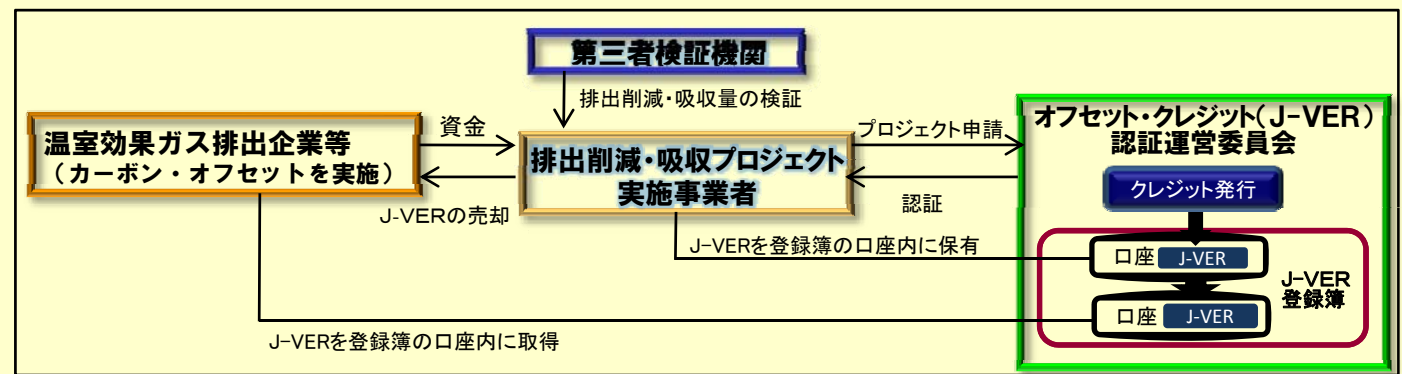 第三者検証機関
排出削減・吸収量の検証
温室効果ガス排出企業等
(カーボン・オフセットを実施)
資金
J-VERの売却
排出削減・吸収プロジェクト
実施事業者
プロジェクト申請
認証
オフセット・クレジット(J-VER)
認証運営委員会
クレジット発行
J-VERを登録簿の口座内に保有
口座 J-VER
J-VER
登録簿
口座 J-VER
J-VERを登録簿の口座内に取得